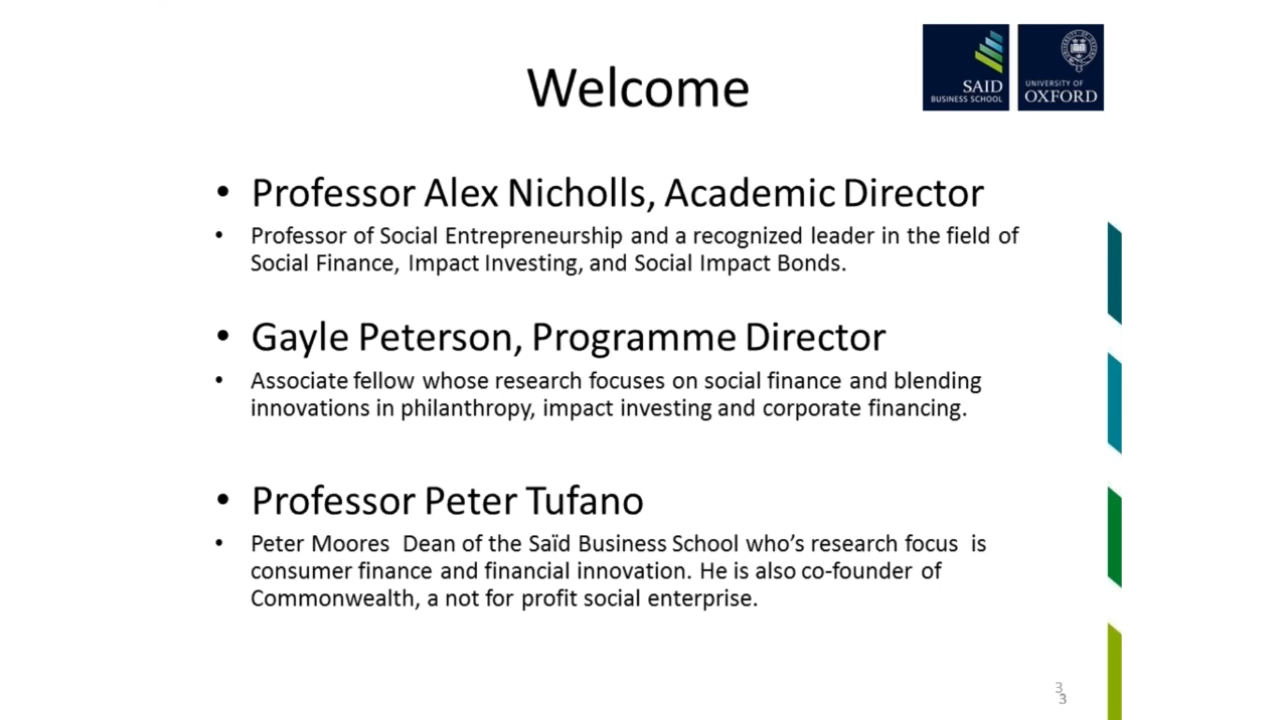 Welcome
SAID
BUSINESS SCHOOL
UNIVERSITY OF
OXFORD
• Professor Alex Nicholls, Academic Director
• Professor of Social Entrepreneurship and a recognized leader in the field of
Social Finance, Impact Investing, and Social Impact Bonds.
• Gayle Peterson, Programme Director
• Associate fellow whose research focuses on social finance and blending
innovations in philanthropy, impact investing and corporate financing.
• Professor Peter Tufano
• Peter Moores Dean of the Saïd Business School who’s research focus is
consumer finance and financial innovation. He is also co-founder of
Commonwealth, a not for profit social enterprise.
3
3